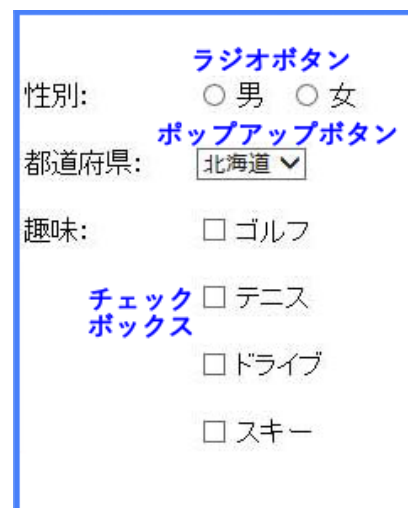 ラジオボタン
性別: 男 女
ポップアップボタン
都道府県: 北海道
趣味: ゴルフ
チェック テニス
ボックス
ドライブ
スキー